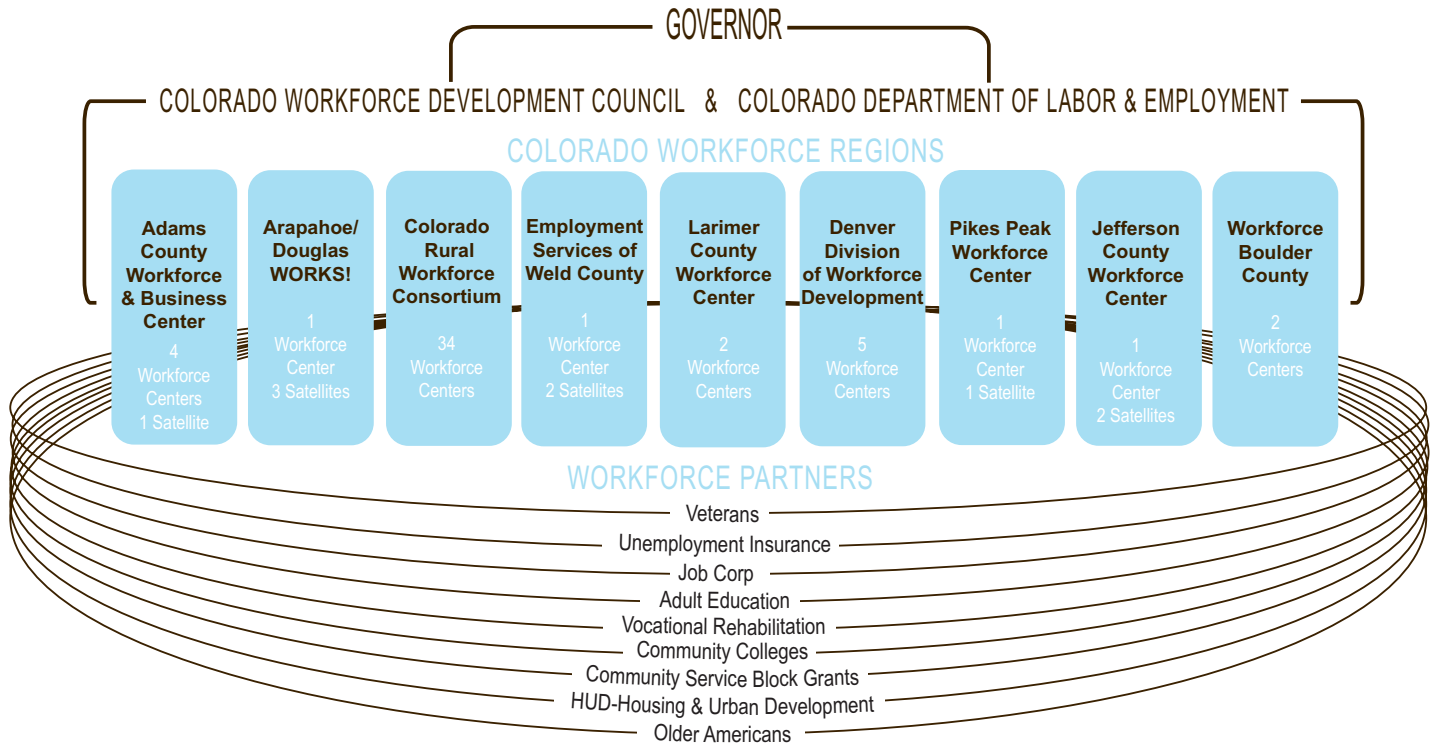 GOVERNOR
COLORADO WORKFORCE DEVELOPMENT COUNCIL & COLORADO DEPARTMENT OF LABOR & EMPLOYMENT
COLORADO WORKFORCE REGIONS
Adams
County
Workforce
& Business
Center
4
Workforce
Centers
1 Satellite
Arapahoe/
Douglas
WORKS!
1
Workforce
Center
3 Satellites
Colorado
Rural
Workforce
Consortium
34
Workforce
Centers
Employment
Services of
Weld County
1
Workforce
Center
2 Satellites
Larimer
County
Workforce
Center
2
Workforce
Centers
Denver
Division
of Workforce
Development
5
Workforce
Centers
Pikes Peak
Workforce
Center
1
Workforce
Center
1 Satellite
Jefferson
County
Workforce
Center
1
Workforce
Center
2 Satellites
Workforce
Boulder
County
2
Workforce
Centers
WORKFORCE PARTNERS
Veterans
Unemployment Insurance
Job Corp
Adult Education
Vocational Rehabilitation
Community Colleges
Community Service Block Grants
HUD-Housing & Urban Development
Older Americans